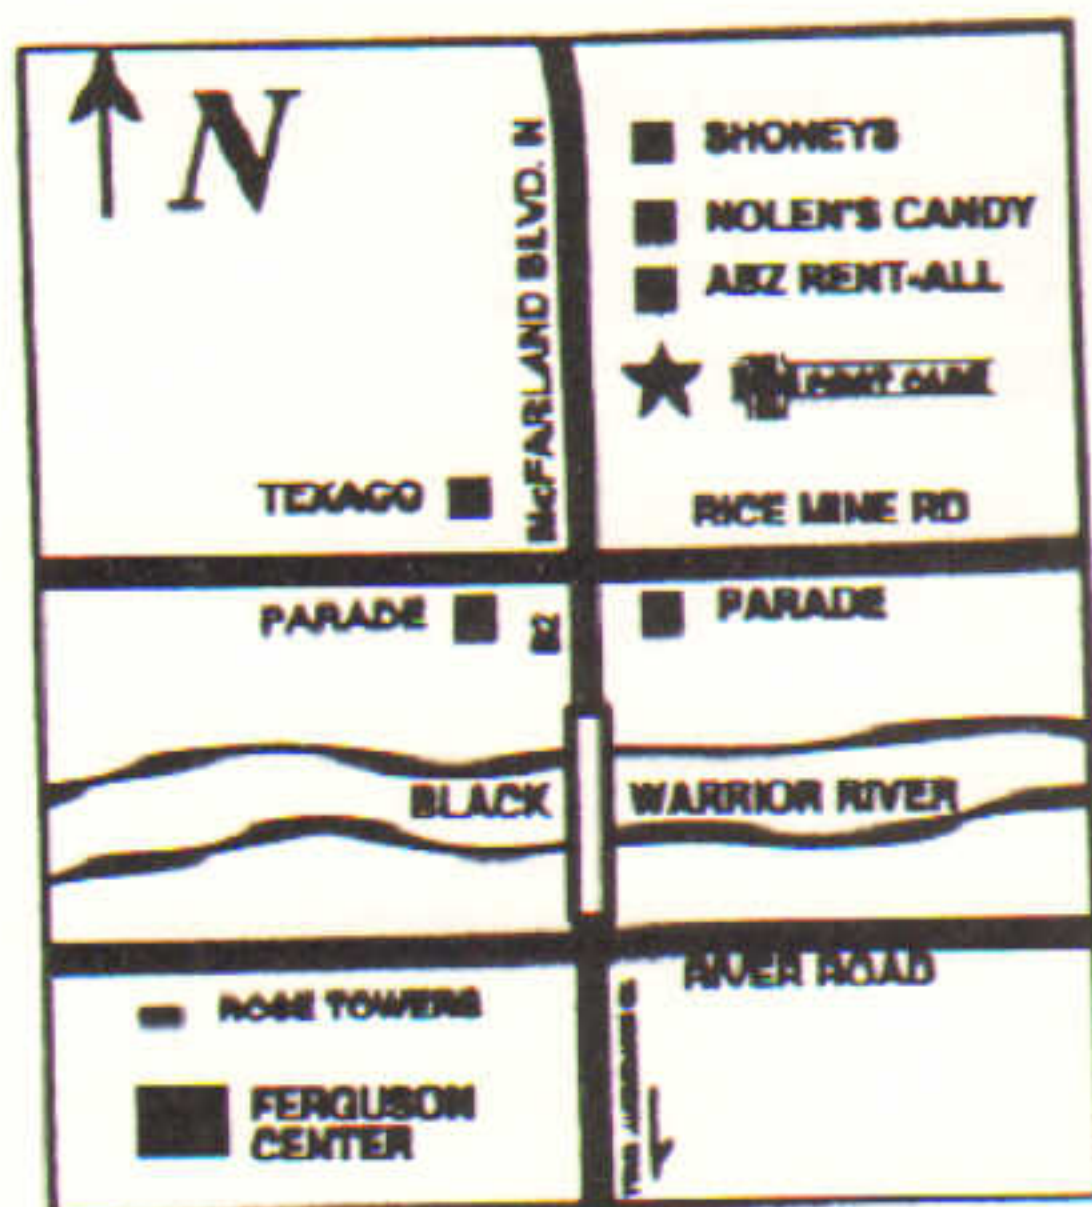 N
McFARLAND BLVD. N
SHONEYS
NOLEN'S CANDY
ABZ RENT-ALL
TEXACO
RICE MINE RD
PARADE
82
PARADE
BLACK
WARRIOR RIVER
RIVER ROAD
ROSE TOWERS
FERGUSON
CENTER